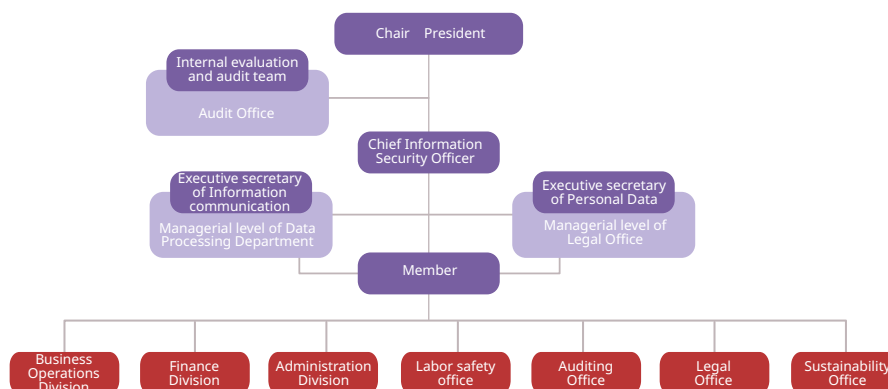 Chair President
Internal evaluation
and audit team
Audit Office
Chief Information
Security Officer
Executive secretary
of Information
communication
Managerial level of Data
Processing Department
Executive secretary
of Personal Data
Managerial level of
Legal Office
Member
Business
Operations
Division
Finance
Division
Administration
Division
Labor safety
office
Auditing
Office
Legal
Office
Sustainability
Office